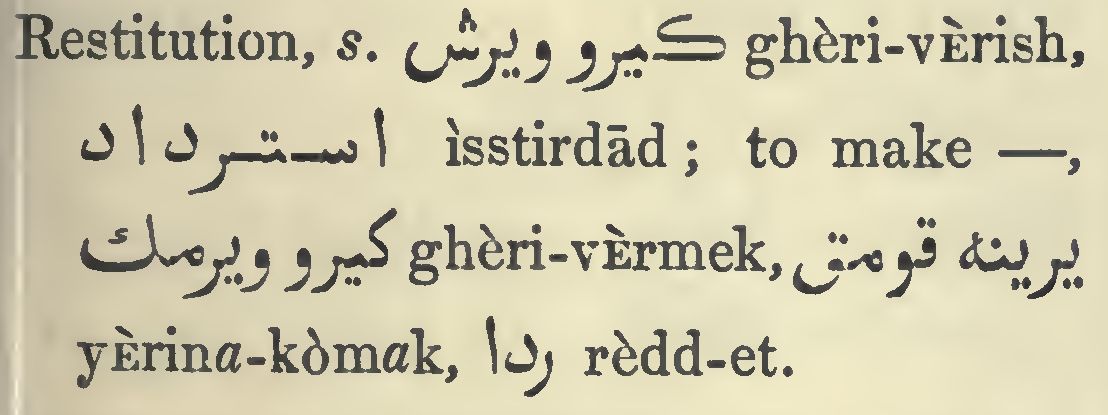 Restitution, s. كيرو ويرش ghèri-vÈrish,
استرداد ìsstirdād ; to make —,
كيرو ويرمك ghèri-vÈrmek, يرينه قومق
yÈrina-kòmak, ردا rèdd-et.